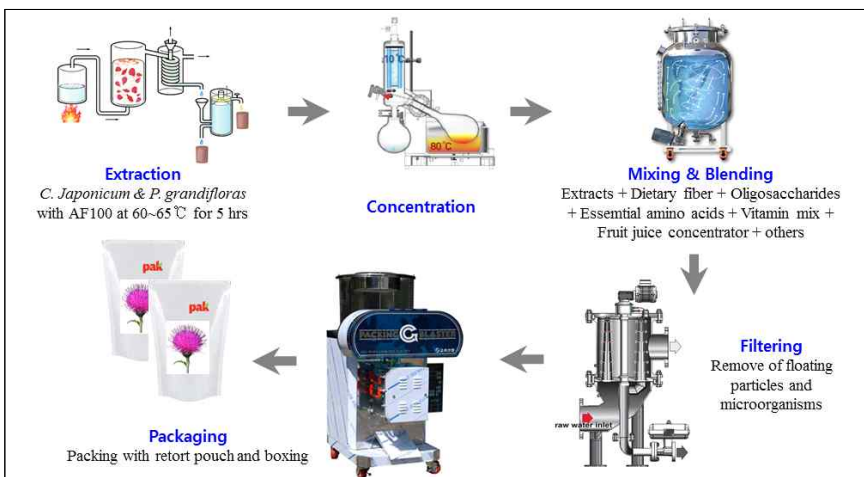 10℃
80℃
Extraction
C. Japonicum & P. grandifloras
with AF100 at 60~65℃ for 5 hrs
Concentration
Mixing & Blending
Extracts + Dietary fiber + Oligosaccharides
+ Essemtial amino acids + Vitamin mix +
Fruit juice concentrator + others
pak
pak
PACKING
BLASTER
Filtering
Remove of floating
particles and
microorganisms
raw water inlet
Packaging
Packing with retort pouch and boxing